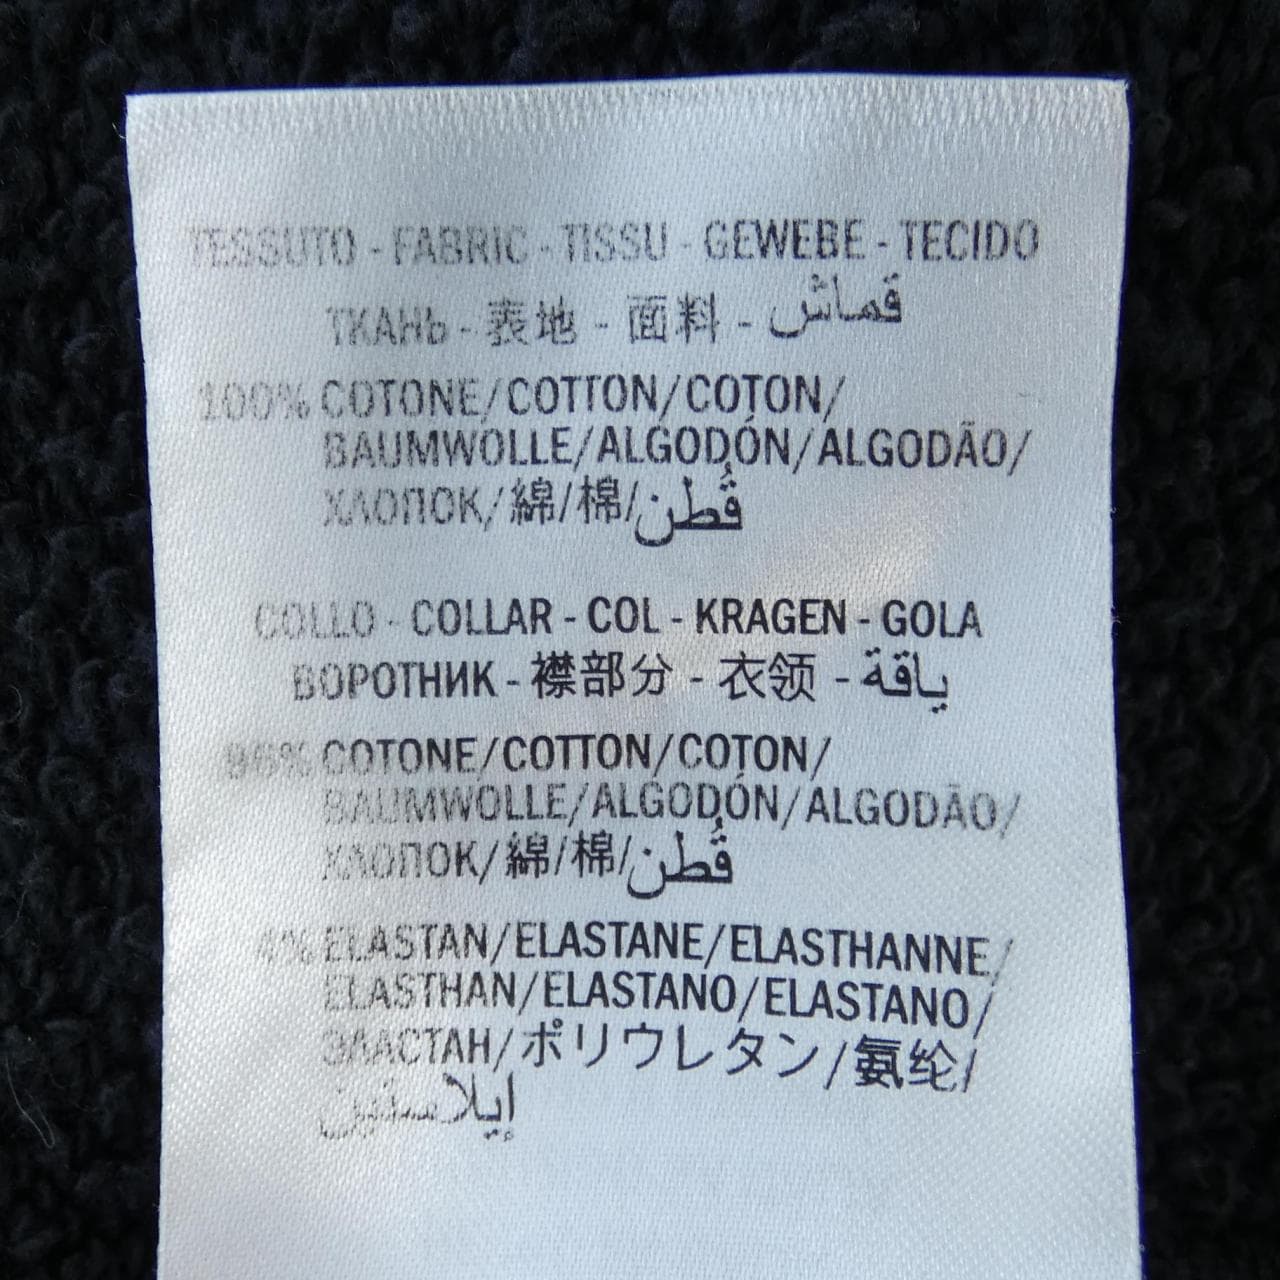 TESSUTO - FABRIC - TISSU - GEWEBE - TECIDO
ТКАНЬ - 表地 - 面料 - قماش
100% COTONE/COTTON/COTON/
BAUMWOLLE/ALGODÓN/ALGODÃO/
ХЛОПОК/綿/棉/قُطن
COLLO - COLLAR - COL - KRAGEN - GOLA
ВОРОТНИК - 襟部分 - 衣领 - ياقة
96% COTONE/COTTON/COTON/
BAUMWOLLE/ALGODÓN/ALGODÃO/
ХЛОПОК/綿/棉/قُطن
4% ELASTAN/ELASTANE/ELASTHANNE/
ELASTHAN/ELASTANO/ELASTANO/
ЭЛАСТАН/ポリウレタン/氨纶/
إيلاستين